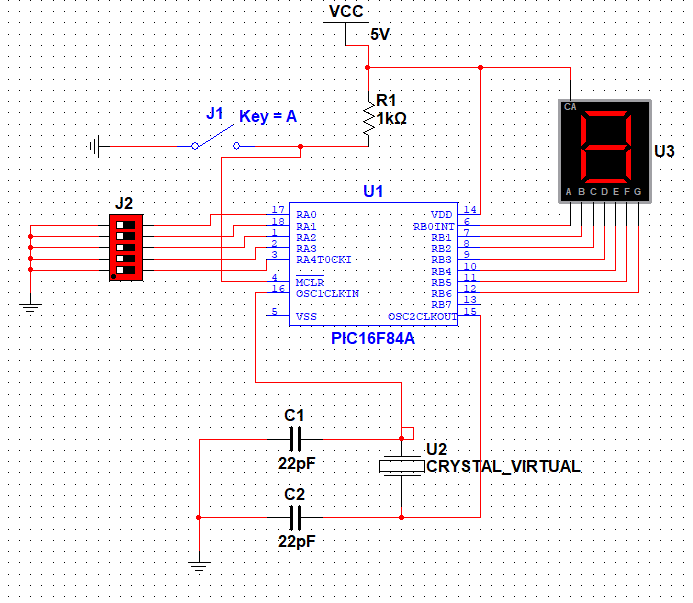 VCC
5V
CA
R1
1kΩ
J1
Key = A
U3
A B C D E F G
U1
J2
17 RA0
18 RA1
1 RA2
2 RA3
3 RA4T0CKI
4 MCLR
16 OSC1CLKIN
5 VSS
VDD 14
RB0INT 6
RB1 7
RB2 8
RB3 9
RB4 10
RB5 11
RB6 12
RB7 13
OSC2CLKOUT 15
PIC16F84A
C1
22pF
U2
CRYSTAL_VIRTUAL
C2
22pF